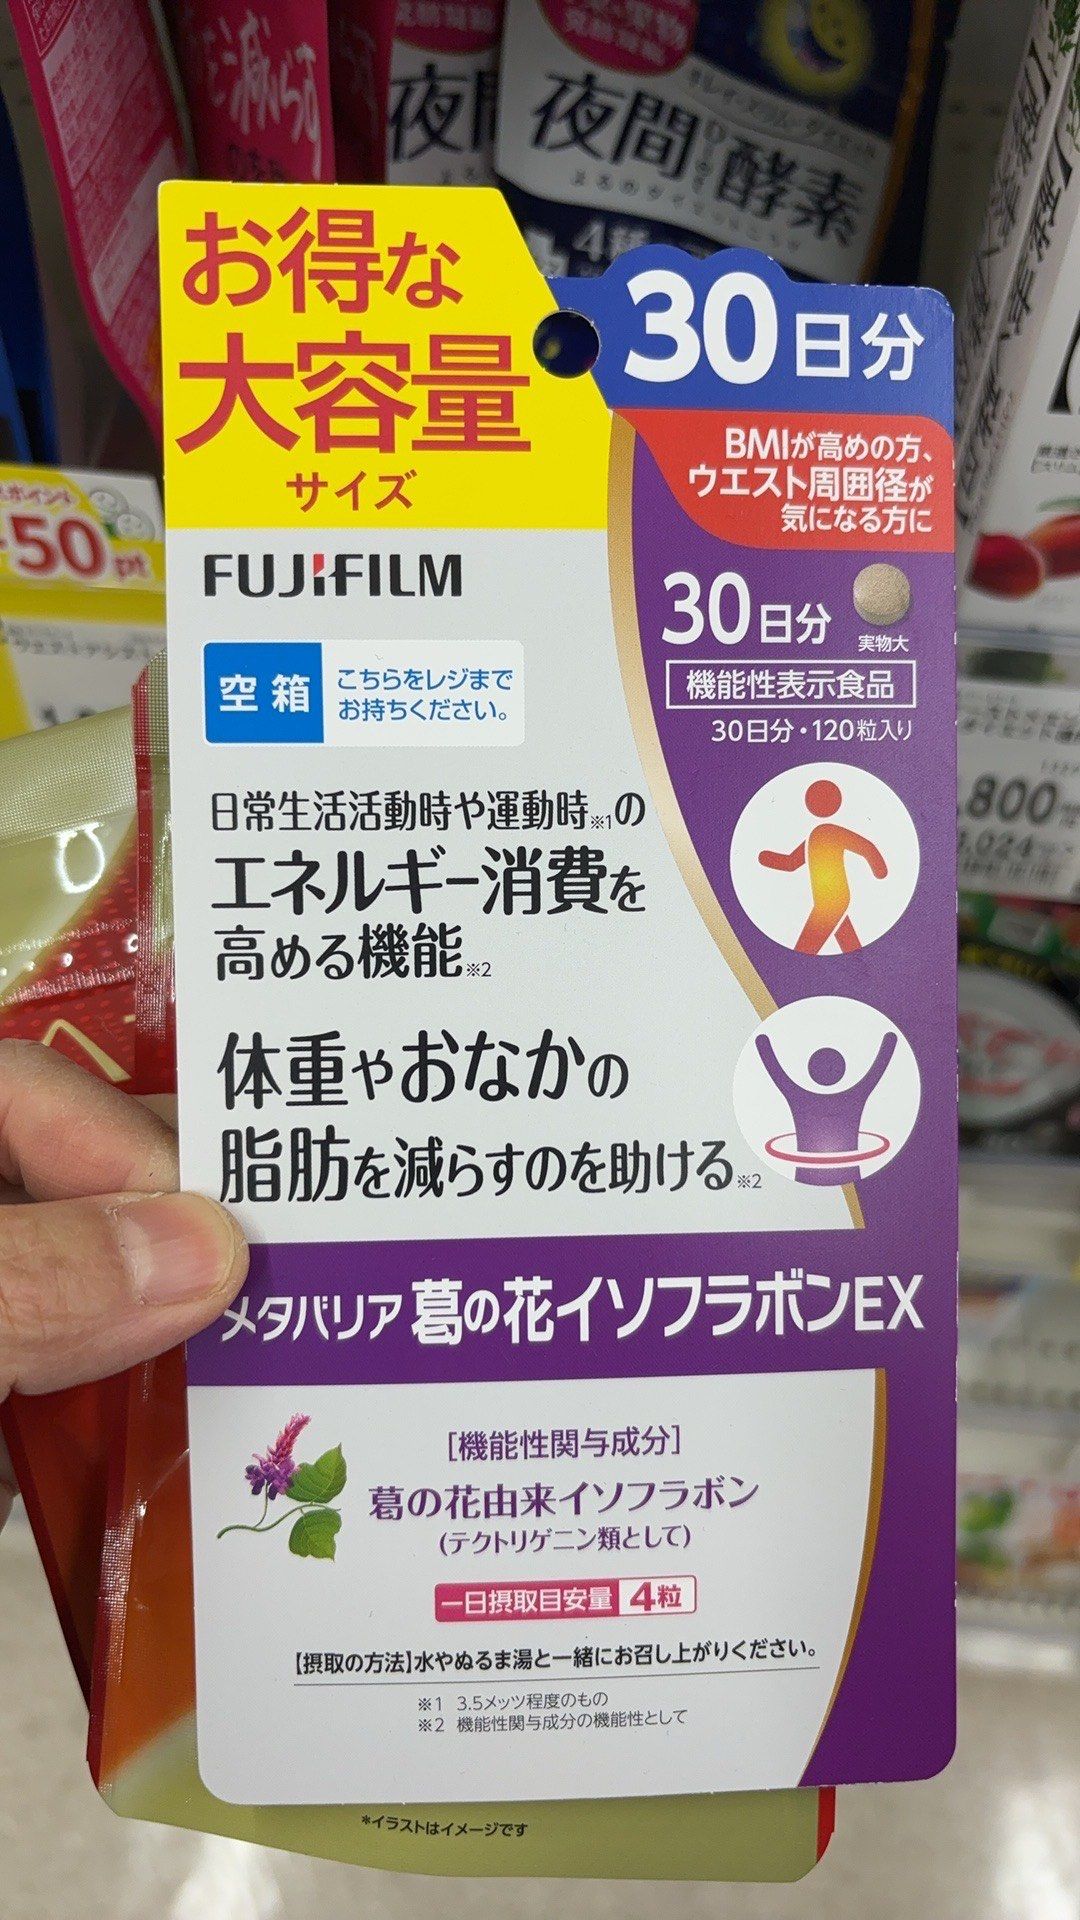 夜間
酵素
4種
お得な
大容量
サイズ
30日分
BMIが高めの方、
ウエスト周囲径が
気になる方に
FUJIFILM
30日分
実物大
機能性表示食品
30日分・120粒入り
空箱
こちらをレジまで
お持ちください。
日常生活活動時や運動時※1の
エネルギー消費を
高める機能※2
体重やおなかの
脂肪を減らすのを助ける※2
メタバリア 葛の花イソフラボンEX
[機能性関与成分]
葛の花由来イソフラボン
(テクトリゲニン類として)
一日摂取目安量 4粒
【摂取の方法】水やぬるま湯と一緒にお召し上がりください。
※1 3.5メッツ程度のもの
※2 機能性関与成分の機能性として
*イラストはイメージです
ポイント
50pt